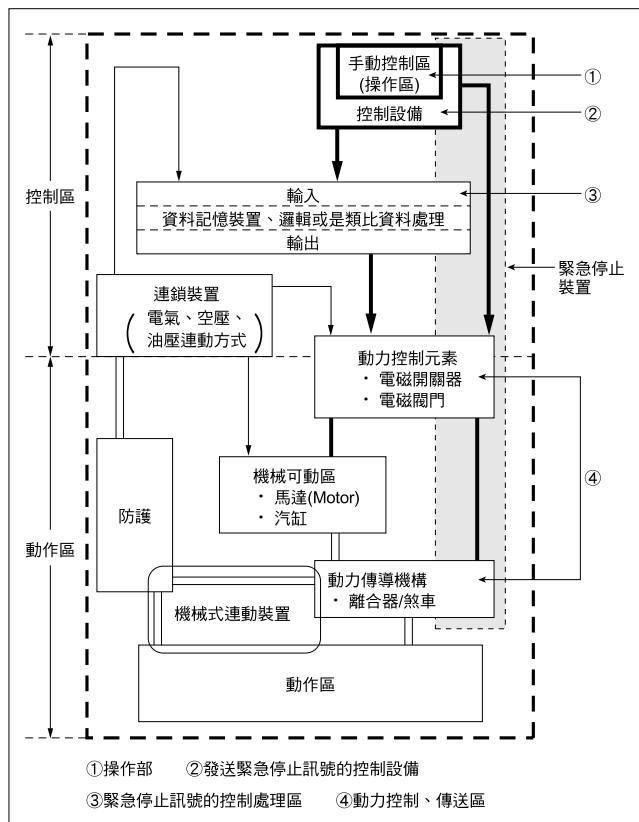 手動控制區
(操作區)
①
控制設備
②
控制區
輸入
③
資料記憶裝置、邏輯或是類比資料處理
輸出
緊急停止
裝置
連鎖裝置
(電氣、空壓、
油壓連動方式)
動力控制元素
・電磁開關器
・電磁閥門
機械可動區
・馬達(Motor)
・汽缸
④
防護
動作區
動力傳導機構
・離合器/煞車
機械式連動裝置
動作區
①操作部 ②發送緊急停止訊號的控制設備
③緊急停止訊號的控制處理區 ④動力控制、傳送區